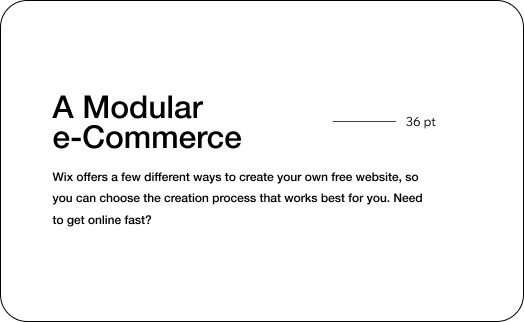 A Modular
e-Commerce
36 pt
Wix offers a few different ways to create your own free website, so
you can choose the creation process that works best for you. Need
to get online fast?